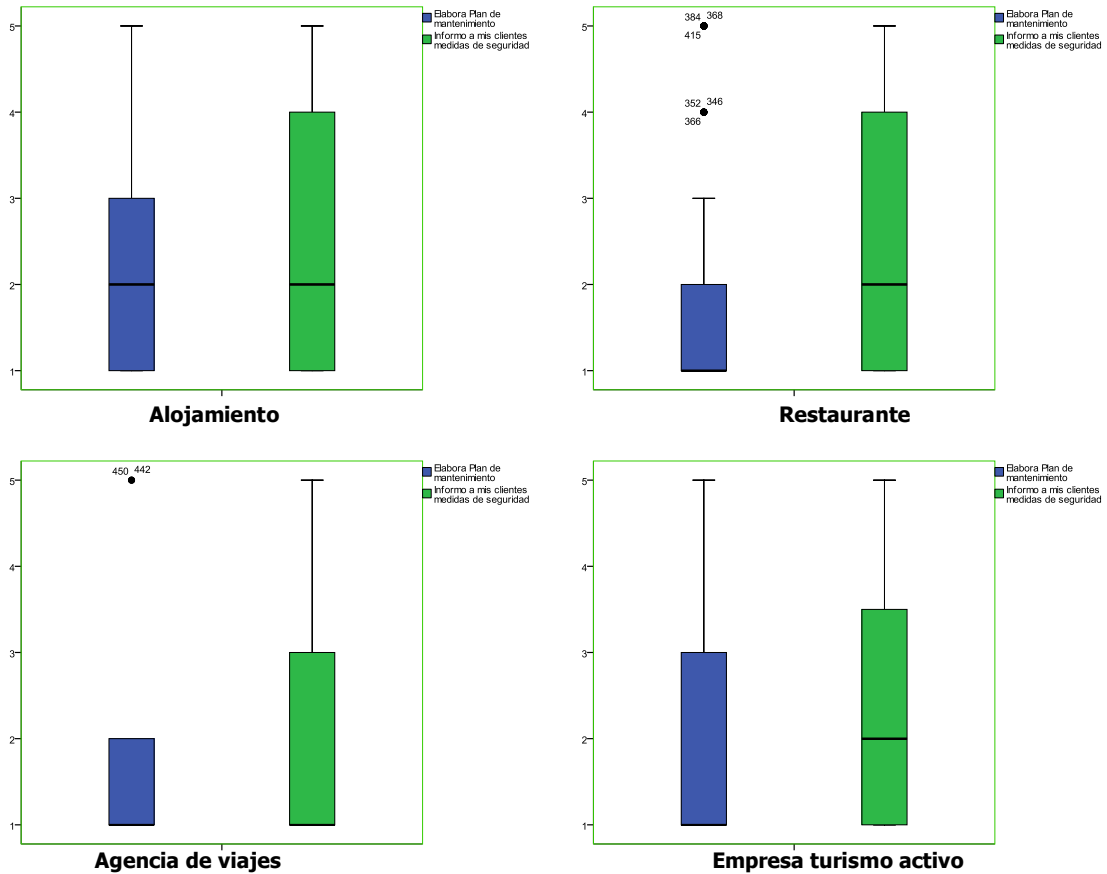 5
4
3
2
1
Elabora Plan de
mantenimiento
Informo a mis clientes
medidas de seguridad
Alojamiento
384 368
415
352 346
366
5
4
3
2
1
Elabora Plan de
mantenimiento
Informo a mis clientes
medidas de seguridad
Restaurante
450 442
5
4
3
2
1
Elabora Plan de
mantenimiento
Informo a mis clientes
medidas de seguridad
Agencia de viajes
5
4
3
2
1
Elabora Plan de
mantenimiento
Informo a mis clientes
medidas de seguridad
Empresa turismo activo